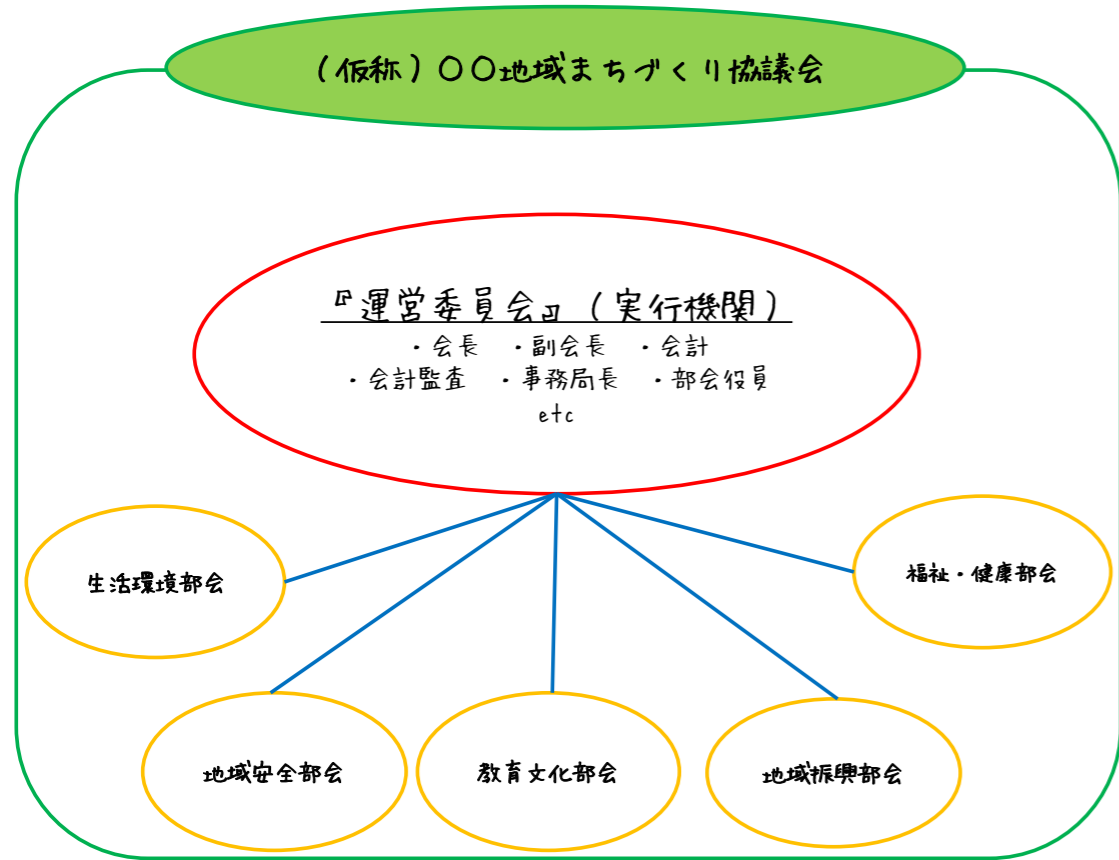 (仮称)〇〇地域まちづくり協議会
『運営委員会』(実行機関)
・会長 ・副会長 ・会計
・会計監査 ・事務局長 ・部会役員
etc
生活環境部会
福祉・健康部会
地域安全部会
教育文化部会
地域振興部会